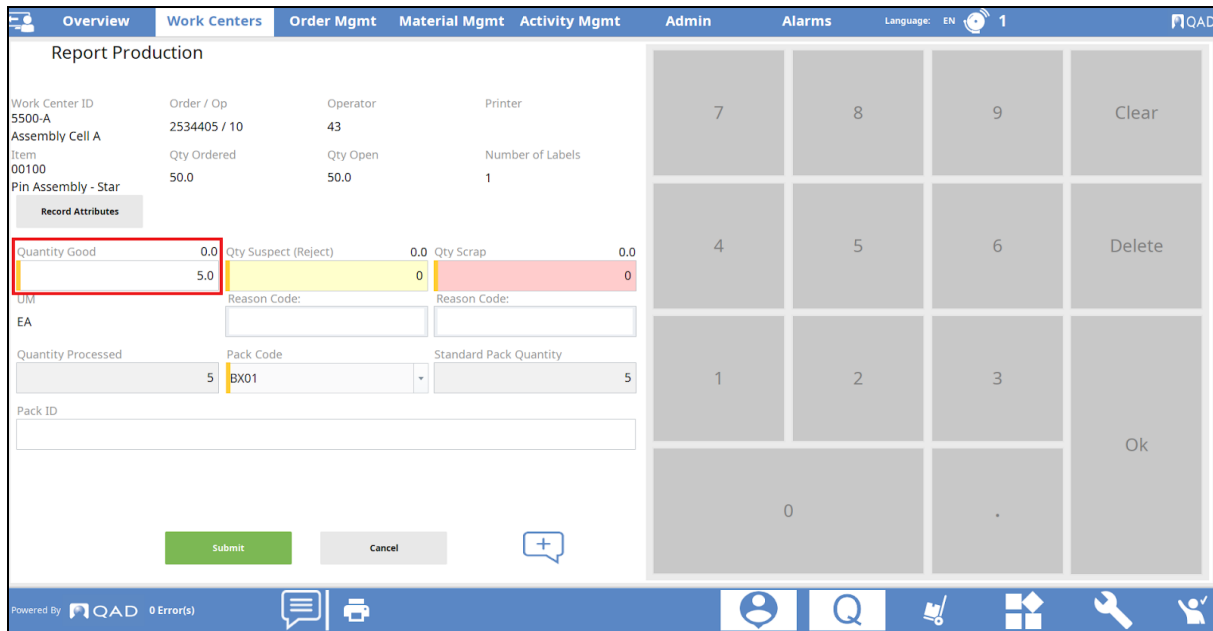 Overview Work Centers Order Mgmt Material Mgmt Activity Mgmt Admin Alarms Language: EN 1 QAD
Report Production
Work Center ID Order / Op Operator Printer
5500-A
2534405 / 10 43
Assembly Cell A
Item Qty Ordered Qty Open Number of Labels
00100
50.0 50.0 1
Pin Assembly - Star
Record Attributes
Quantity Good 0.0 Qty Suspect (Reject) 0.0 Qty Scrap 0.0
5.0 0 0
UM Reason Code: Reason Code:
EA
Quantity Processed Pack Code Standard Pack Quantity
5 BX01 5
Pack ID
Submit Cancel
7 8 9 Clear
4 5 6 Delete
1 2 3
Ok
0 .
Powered By QAD 0 Error(s) Q